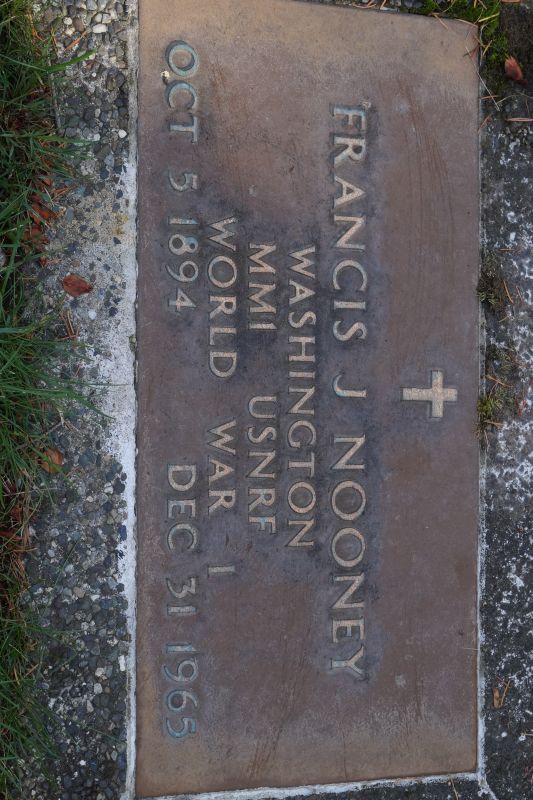 FRANCIS J NOONEY
WASHINGTON
MM1 USNRF
WORLD WAR I
OCT 5 1894 DEC 31 1965